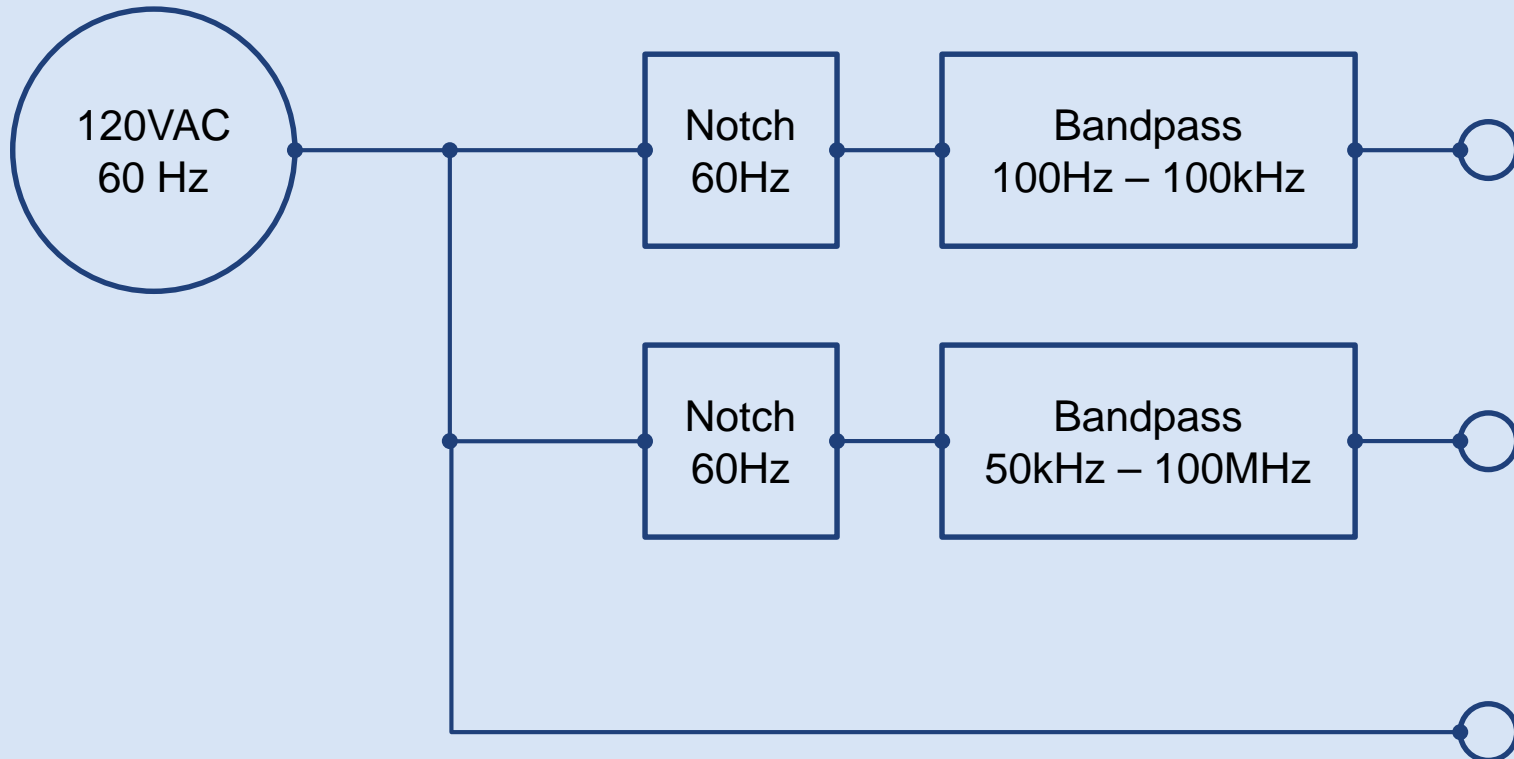 120VAC
60 Hz
Notch
60Hz
Bandpass
100Hz – 100kHz
Notch
60Hz
Bandpass
50kHz – 100MHz